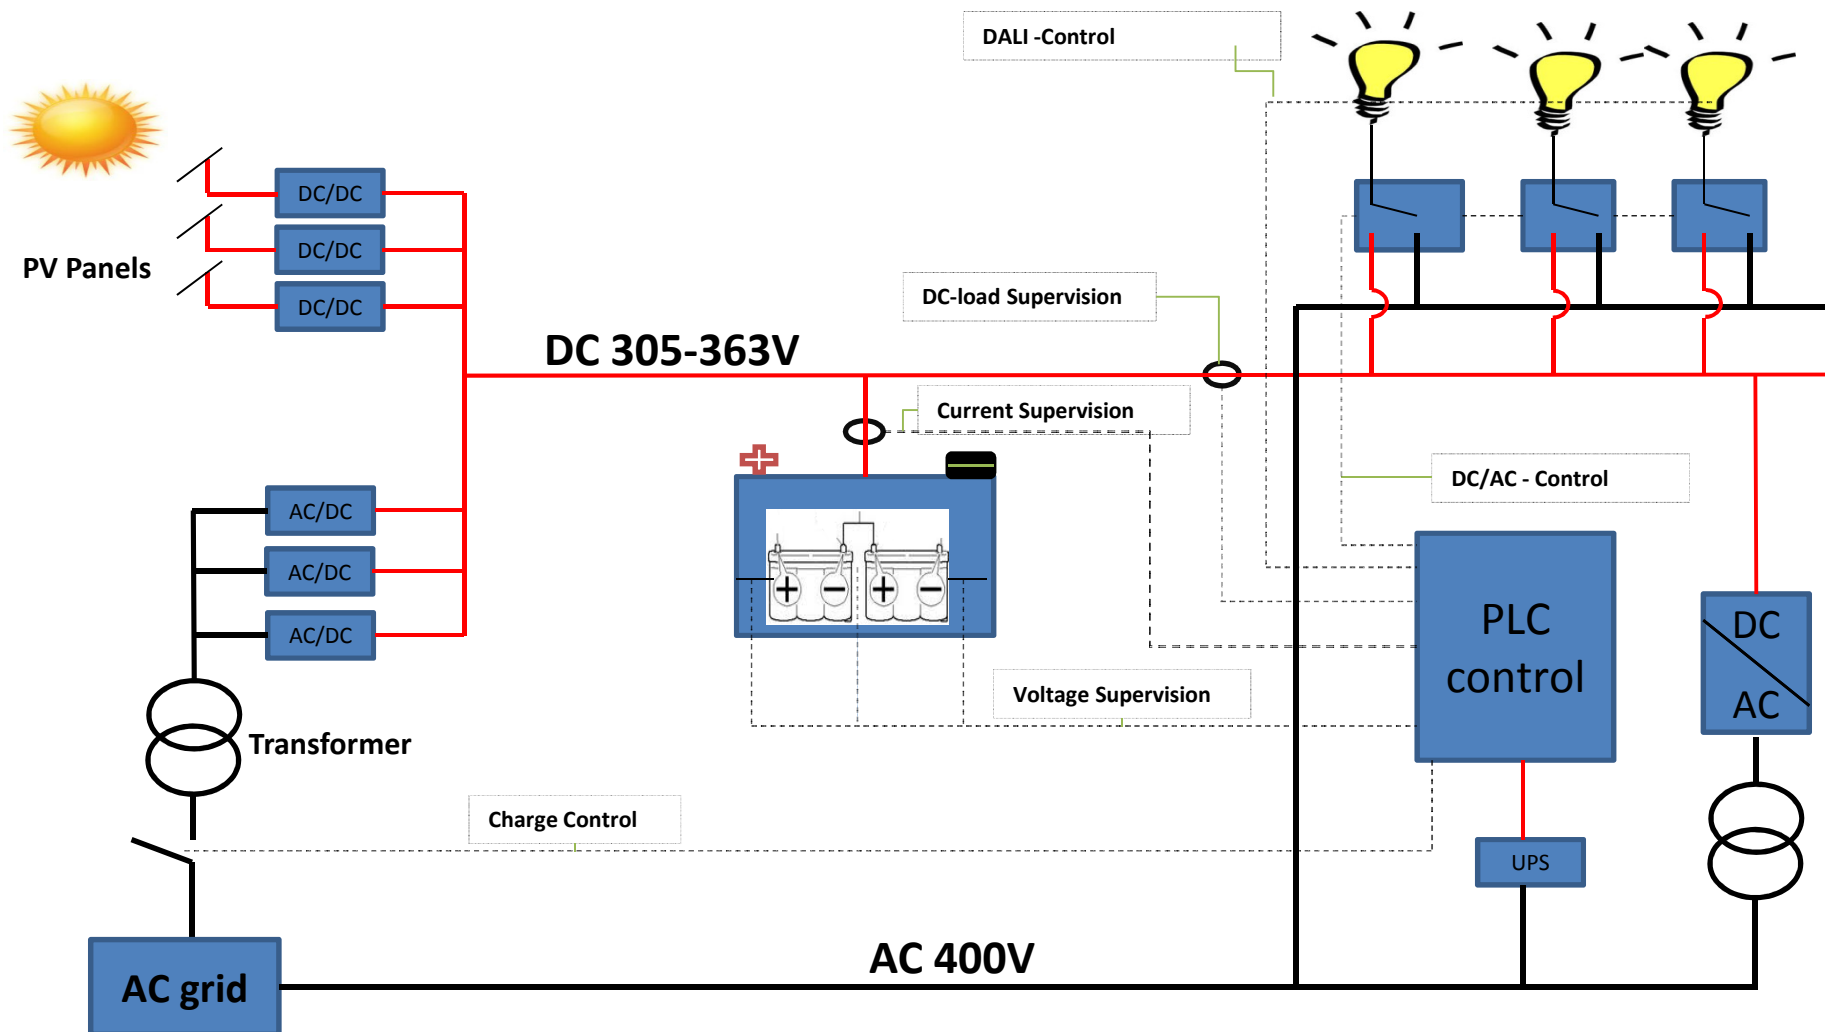 DALI -Control
DC/DC
DC/DC
PV Panels
DC/DC
DC-load Supervision
DC 305-363V
Current Supervision
DC/AC - Control
AC/DC
AC/DC
AC/DC
PLC
control
DC
AC
Voltage Supervision
Transformer
Charge Control
UPS
AC 400V
AC grid